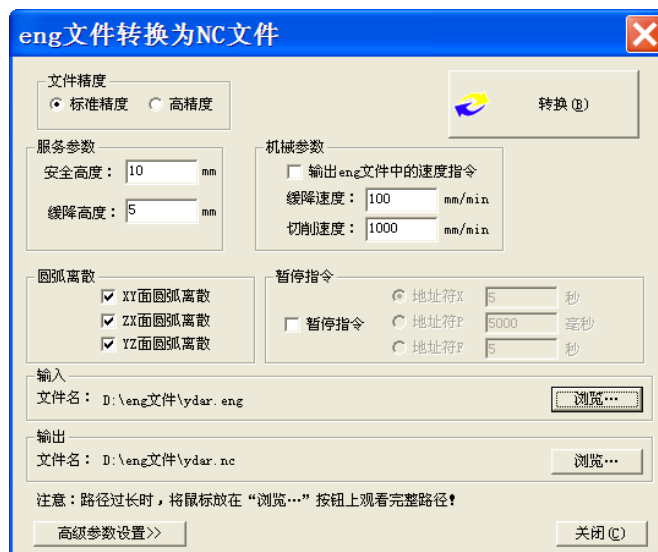 eng文件转换为NC文件
文件精度
标准精度 高精度
转换(B)
服务参数
安全高度： 10 mm
缓降高度： 5 mm
机械参数
输出eng文件中的速度指令
缓降速度： 100 mm/min
切削速度： 1000 mm/min
圆弧离散
XY面圆弧离散
ZX面圆弧离散
YZ面圆弧离散
暂停指令
暂停指令
地址符X 5 秒
地址符P 5000 毫秒
地址符F 5 秒
输入
文件名： D:\eng文件\ydar.eng 浏览…
输出
文件名： D:\eng文件\ydar.nc 浏览…
注意：路径过长时，将鼠标放在“浏览…”按钮上观看完整路径！
高级参数设置>> 关闭(C)